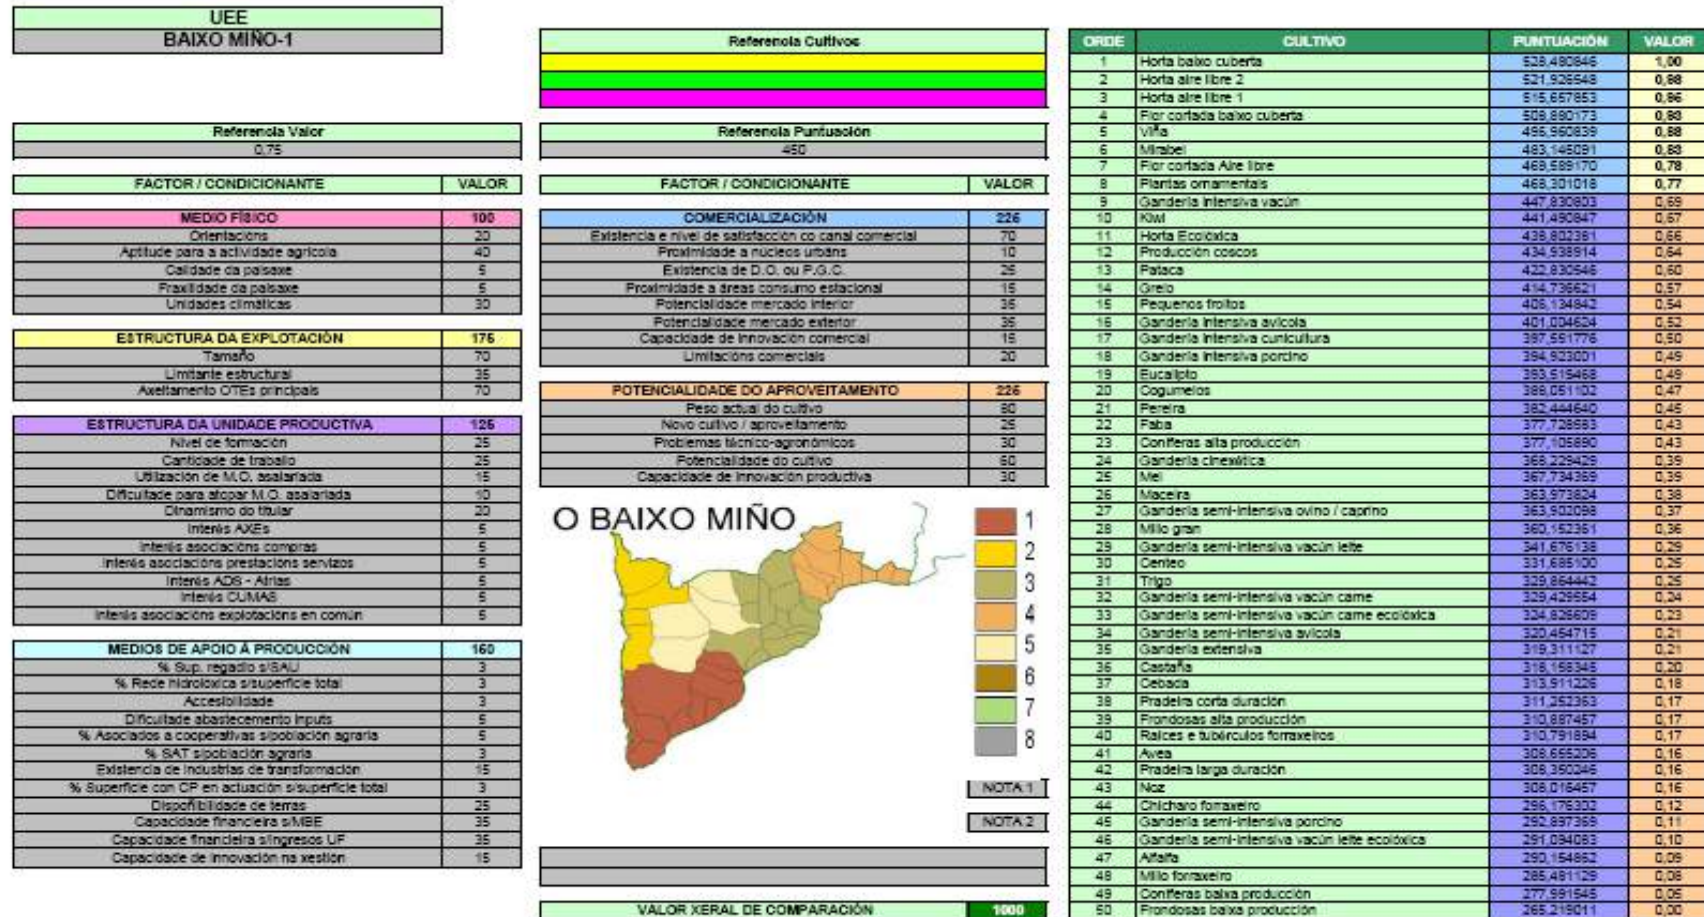 UEE
BAIXO MIÑO-1
Referencia Valor
0,75
FACTOR / CONDICIONANTE VALOR
MEDIO FÍSICO 100
Orientacións 20
Aptitude para a actividade agrícola 40
Calidade da paisaxe 5
Fraxilidade da paisaxe 5
Unidades climáticas 30
ESTRUCTURA DA EXPLOTACIÓN 175
Tamaño 70
Limitante estructural 35
Axeitamento OTEs principais 70
ESTRUCTURA DA UNIDADE PRODUCTIVA 125
Nivel de formación 25
Cantidade de traballo 25
Utilización de M.O. asalariada 15
Dificultade para atopar M.O. asalariada 10
Dinamismo do titular 20
Interés AXEs 5
Interés asociacións compras 5
Interés asociacións prestacións servizos 5
Interés ADS - Atrias 5
Interés CUMAS 5
Interés asociacións explotacións en común 5
MEDIOS DE APOIO Á PRODUCCIÓN 160
% Sup. regadío s/SAU 3
% Rede hidrolóxica s/superficie total 3
Accesibilidade 3
Dificultade abastecemento inputs 5
% Asociados a cooperativas s/poblacion agraria 5
% SAT s/poblacion agraria 3
Existencia de industrias de transformación 15
% Superficie con CP en actuación s/superficie total 3
Dispoñibilidade de terras 25
Capacidade financieira s/MBE 35
Capacidade financieira s/ingresos UF 35
Capacidade de innovación na xestión 15
Referencia Cultivos
Referencia Puntuación
450
FACTOR / CONDICIONANTE VALOR
COMERCIALIZACIÓN 225
Existencia e nivel de satisfacción co canal comercial 70
Proximidade a nucleos urbáns 10
Existencia de D.O. ou P.G.C. 25
Proximidade a áreas consumo estacional 15
Potencialidade mercado interior 35
Potencialidade mercado exterior 35
Capacidade de innovación comercial 15
Limitacións comerciais 20
POTENCIALIDADE DO APROVEITAMENTO 225
Peso actual do cultivo 80
Novo cultivo / aproveitamento 25
Problemas técnico-agronómicos 30
Potencialidade do cultivo 60
Capacidade de innovación productiva 30
O BAIXO MIÑO
1
2
3
4
5
6
7
8
NOTA 1
NOTA 2
VALOR XERAL DE COMPARACIÓN 1000
ORDE CULTIVO PUNTUACIÓN VALOR
1 Horta baixo cuberta 528,480846 1,00
2 Horta aire libre 2 521,926548 0,98
3 Horta aire libre 1 515,657853 0,96
4 Flor cortada baixo cuberta 508,880173 0,93
5 Viña 495,960839 0,88
6 Mirabel 483,145091 0,83
7 Flor cortada Aire libre 469,589170 0,78
8 Plantas ornamentais 468,301018 0,77
9 Gandería intensiva vacún 447,830803 0,69
10 Kiwi 441,490847 0,67
11 Horta Ecolóxica 438,802361 0,66
12 Producción coscos 434,938914 0,64
13 Pataca 422,830546 0,60
14 Grelo 414,736621 0,57
15 Pequenos froitos 406,134842 0,54
16 Gandería intensiva avícola 401,004624 0,52
17 Gandería intensiva cunicultura 397,551776 0,50
18 Gandería intensiva porcino 394,923001 0,49
19 Eucalipto 393,515468 0,49
20 Cogumelos 388,051102 0,47
21 Pereira 382,444640 0,45
22 Faba 377,728983 0,43
23 Coníferas alta producción 377,105890 0,43
24 Gandería cinexética 368,229429 0,39
25 Mel 367,734359 0,39
26 Maceira 363,973824 0,38
27 Gandería semi-intensiva ovino / caprino 363,902098 0,37
28 Millo gran 360,152361 0,36
29 Gandería semi-intensiva vacún leite 341,676138 0,29
30 Centeo 331,685100 0,25
31 Trigo 329,864442 0,25
32 Gandería semi-intensiva vacún carne 329,429554 0,24
33 Gandería semi-intensiva vacún carne ecolóxica 324,826609 0,23
34 Gandería semi-intensiva avícola 320,454715 0,21
35 Gandería extensiva 319,311127 0,21
36 Castaña 316,158345 0,20
37 Cebada 313,911226 0,18
38 Pradeira corta duración 311,252363 0,17
39 Frondosas alta producción 310,887457 0,17
40 Raíces e tubérculos forraxeiros 310,791894 0,17
41 Avea 308,655206 0,16
42 Pradeira larga duración 308,350246 0,16
43 Noz 308,016457 0,16
44 Chícharo forraxeiro 296,176302 0,12
45 Gandería semi-intensiva porcino 292,897369 0,11
46 Gandería semi-intensiva vacún leite ecolóxica 291,094083 0,10
47 Alfalfa 290,154862 0,09
48 Millo forraxeiro 285,481129 0,08
49 Coníferas baixa producción 277,991545 0,05
50 Frondosas baixa producción 265,219011 0,00